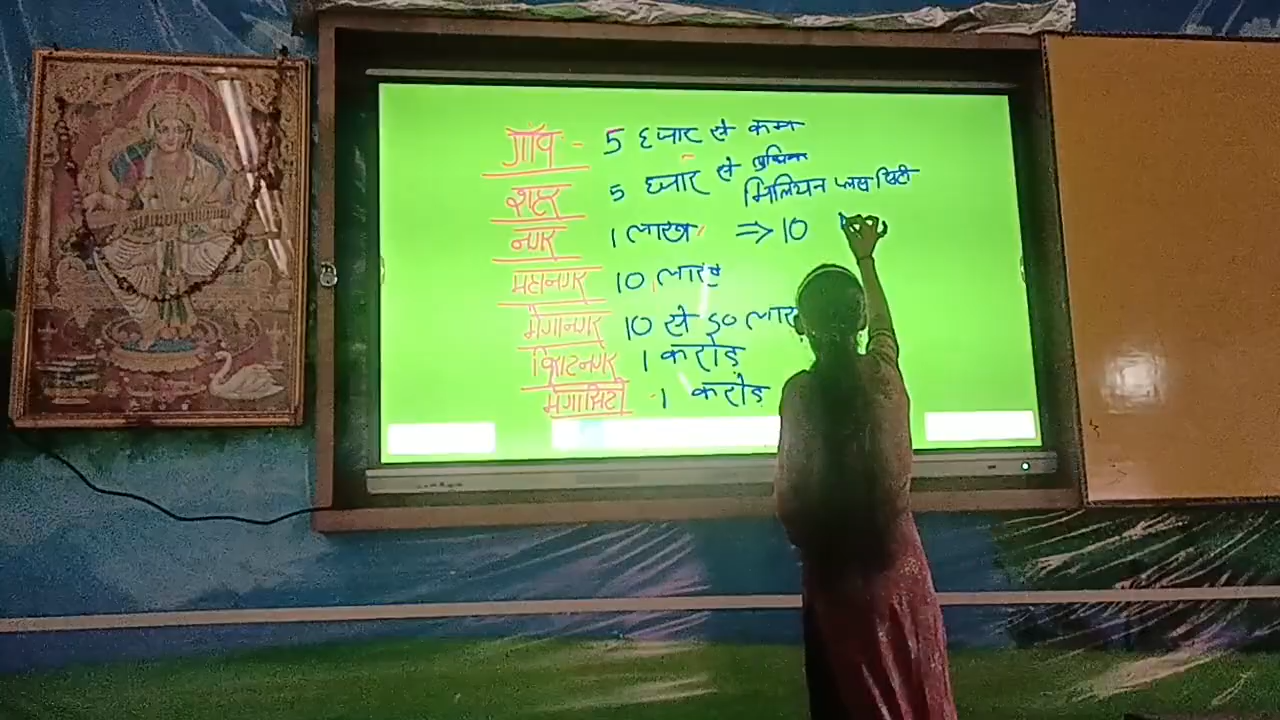 गाँव - 5 हजार से कम
शहर 5 हजार से अधिक
मिलियन प्लस सिटी
नगर 1 लाख => 10
महानगर 10 लाख
मेगानगर 10 से 50 लाख
विराटनगर 1 करोड़
मेगासिटी - 1 करोड़